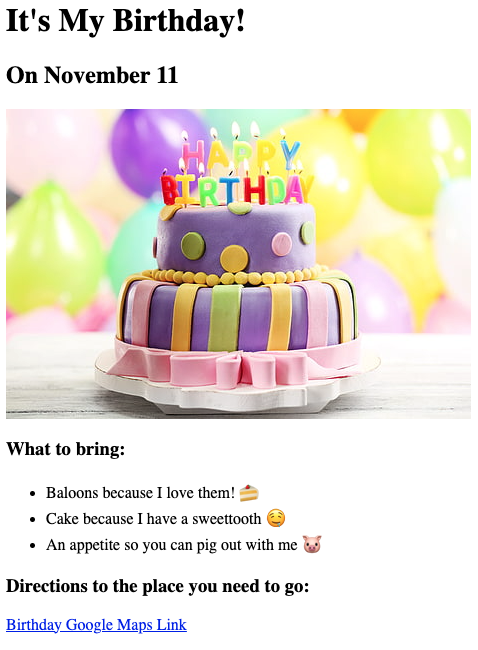 It's My Birthday!
On November 11
HAPPY
BIRTHDAY
What to bring:
Baloons because I love them! 🍰
Cake because I have a sweettooth 🤤
An appetite so you can pig out with me 🐷
Directions to the place you need to go:
Birthday Google Maps Link